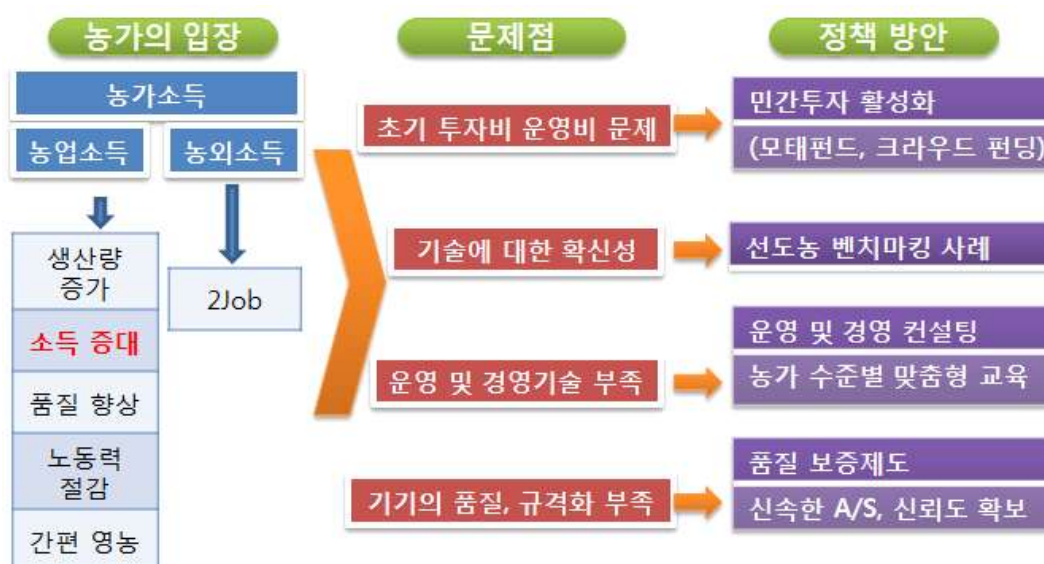 농가의 입장
농가소득
농업소득
농외소득
생산량
증가
소득 증대
품질 향상
노동력
절감
간편 영농
2Job
문제점
초기 투자비 운영비 문제
기술에 대한 확신성
운영 및 경영기술 부족
기기의 품질, 규격화 부족
정책 방안
민간투자 활성화
(모태펀드, 크라우드 펀딩)
선도농 벤치마킹 사례
운영 및 경영 컨설팅
농가 수준별 맞춤형 교육
품질 보증제도
신속한 A/S, 신뢰도 확보